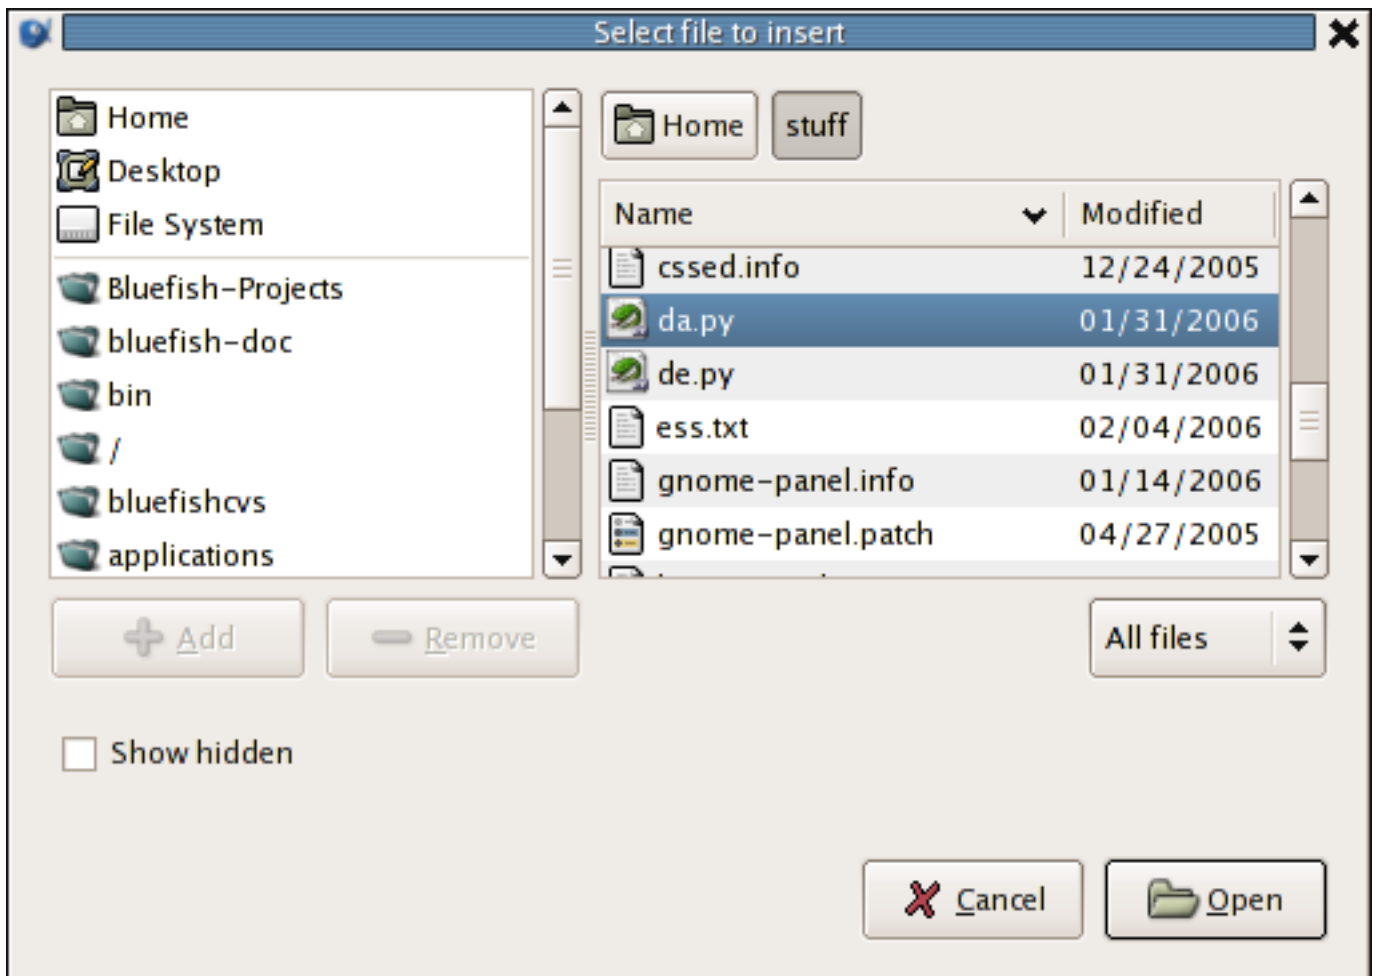 Select file to insert
Home
Desktop
File System
Bluefish-Projects
bluefish-doc
bin
/
bluefishcvs
applications
Add
Remove
Home stuff
Name Modified
cssed.info 12/24/2005
da.py 01/31/2006
de.py 01/31/2006
ess.txt 02/04/2006
gnome-panel.info 01/14/2006
gnome-panel.patch 04/27/2005
All files
Show hidden
Cancel Open